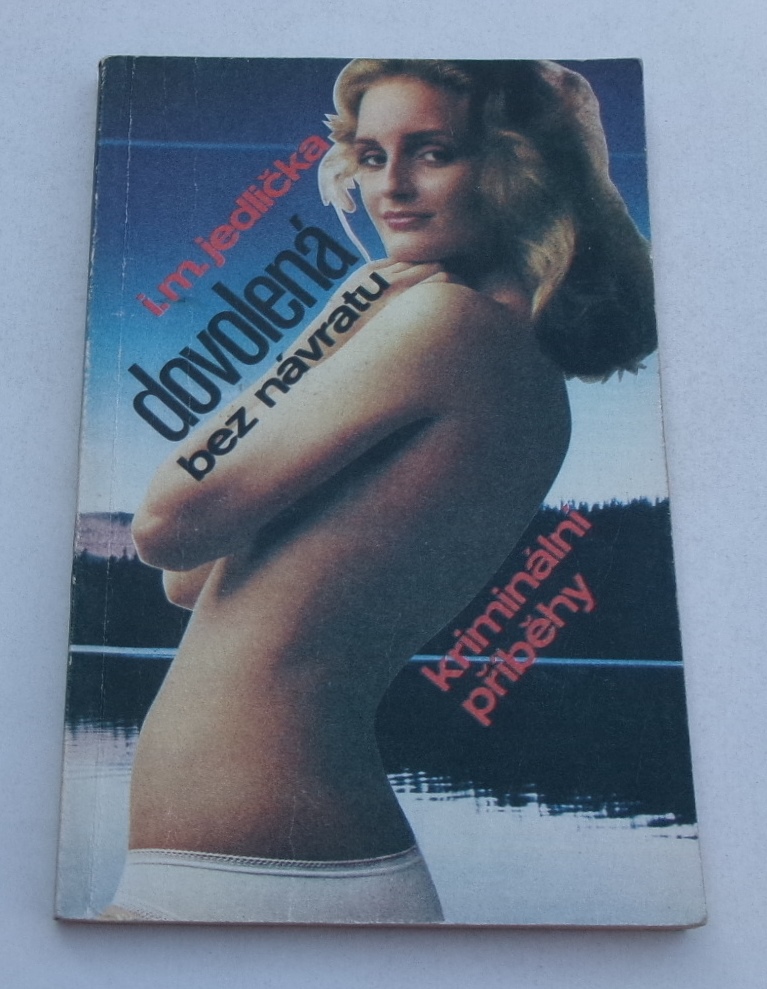 i.m. jedlička
dovolená
bez návratu
kriminální
příběhy